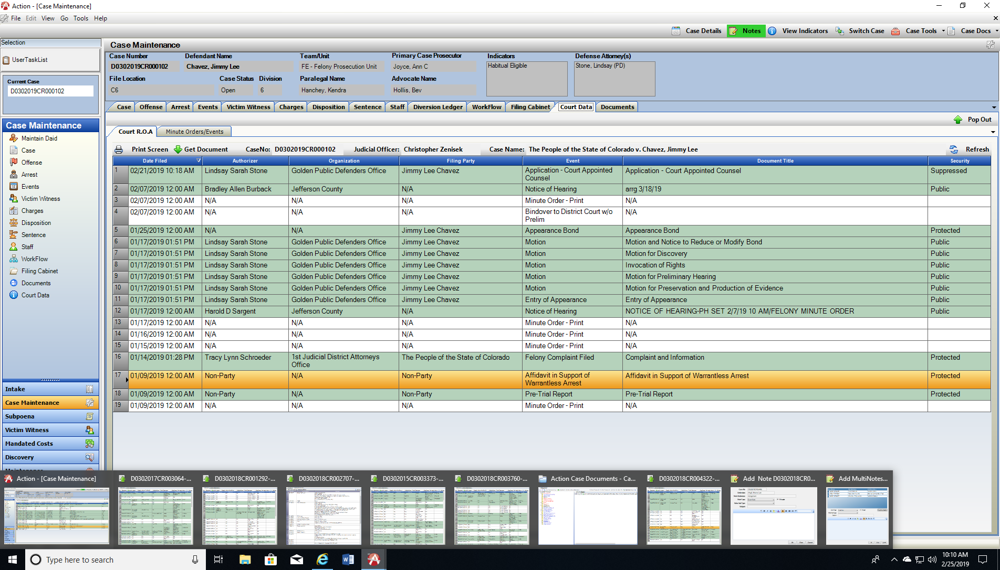 Action - [Case Maintenance]
File Edit View Go Tools Help
Case Details Notes View Indicators Switch Case Case Tools Case Docs
Selection
UserTaskList
Current Case
D0302019CR000102
Case Maintenance
Case Number Defendant Name Team/Unit Primary Case Prosecutor Indicators Defense Attorney(s)
D0302019CR000102 Chavez, Jimmy Lee FE - Felony Prosecution Unit Joyce, Ann C Habitual Eligible Stone, Lindsay (PD)
File Location Case Status Division Paralegal Name Advocate Name
C6 Open 6 Hanchey, Kendra Hollis, Bev
Case Offense Arrest Events Victim Witness Charges Disposition Sentence Staff Diversion Ledger WorkFlow Filing Cabinet Court Data Documents
Pop Out
Court R.O.A Minute Orders/Events
Print Screen Get Document CaseNo: D0302019CR000102 Judicial Officer: Christopher Zenisek Case Name: The People of the State of Colorado v. Chavez, Jimmy Lee Refresh
Date Filed Authorizer Organization Filing Party Event Document Title Security
1 02/21/2019 10:18 AM Lindsay Sarah Stone Golden Public Defenders Office Jimmy Lee Chavez Application - Court Appointed Counsel Application - Court Appointed Counsel Suppressed
2 02/07/2019 12:00 AM Bradley Allen Burback Jefferson County N/A Notice of Hearing arrg 3/18/19 Public
3 02/07/2019 12:00 AM N/A N/A N/A Minute Order - Print N/A
4 02/07/2019 12:00 AM N/A N/A N/A Bindover to District Court w/o Prelim N/A
5 01/25/2019 12:00 AM N/A N/A Jimmy Lee Chavez Appearance Bond Appearance Bond Protected
6 01/17/2019 01:51 PM Lindsay Sarah Stone Golden Public Defenders Office Jimmy Lee Chavez Motion Motion and Notice to Reduce or Modify Bond Public
7 01/17/2019 01:51 PM Lindsay Sarah Stone Golden Public Defenders Office Jimmy Lee Chavez Motion Motion for Discovery Public
8 01/17/2019 01:51 PM Lindsay Sarah Stone Golden Public Defenders Office Jimmy Lee Chavez Motion Invocation of Rights Public
9 01/17/2019 01:51 PM Lindsay Sarah Stone Golden Public Defenders Office Jimmy Lee Chavez Motion Motion for Preliminary Hearing Public
10 01/17/2019 01:51 PM Lindsay Sarah Stone Golden Public Defenders Office Jimmy Lee Chavez Motion Motion for Preservation and Production of Evidence Public
11 01/17/2019 01:51 PM Lindsay Sarah Stone Golden Public Defenders Office Jimmy Lee Chavez Entry of Appearance Entry of Appearance Public
12 01/17/2019 12:00 AM Harold D Sargent Jefferson County N/A Notice of Hearing NOTICE OF HEARING-PH SET 2/7/19 10 AM/FELONY MINUTE ORDER Public
13 01/17/2019 12:00 AM N/A N/A N/A Minute Order - Print N/A
14 01/16/2019 12:00 AM N/A N/A N/A Minute Order - Print N/A
15 01/15/2019 12:00 AM N/A N/A N/A Minute Order - Print N/A
16 01/14/2019 01:28 PM Tracy Lynn Schroeder 1st Judicial District Attorneys Office The People of the State of Colorado Felony Complaint Filed Complaint and Information Protected
17 01/09/2019 12:00 AM Non-Party N/A Non-Party Affidavit in Support of Warrantless Arrest Affidavit in Support of Warrantless Arrest Protected
18 01/09/2019 12:00 AM Non-Party N/A Non-Party Pre-Trial Report Pre-Trial Report Protected
19 01/09/2019 12:00 AM N/A N/A N/A Minute Order - Print N/A
Case Maintenance
Maintain Daid
Case
Offense
Arrest
Events
Victim Witness
Charges
Disposition
Sentence
Staff
WorkFlow
Filing Cabinet
Documents
Court Data
Intake
Case Maintenance
Subpoena
Victim Witness
Mandated Costs
Discovery
Action - [Case Maintenance] D0302017CR003064-... D0302018CR001292-... D0302018CR002707-... D0302015CR003373-... D0302018CR003760-... Action Case Documents - Ca... D0302018CR004322-... Add Note D0302018CR0... Add MultiNotes...
Type here to search
10:10 AM
2/25/2019